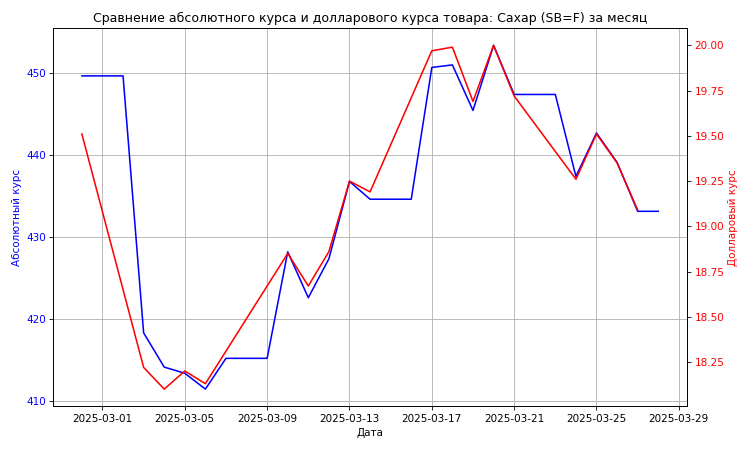 Сравнение абсолютного курса и долларового курса товара: Сахар (SB=F) за месяц
Абсолютный курс
450
440
430
420
410
20.00
19.75
19.50
19.25
19.00
18.75
18.50
18.25
Долларовый курс
2025-03-01 2025-03-05 2025-03-09 2025-03-13 2025-03-17 2025-03-21 2025-03-25 2025-03-29
Дата